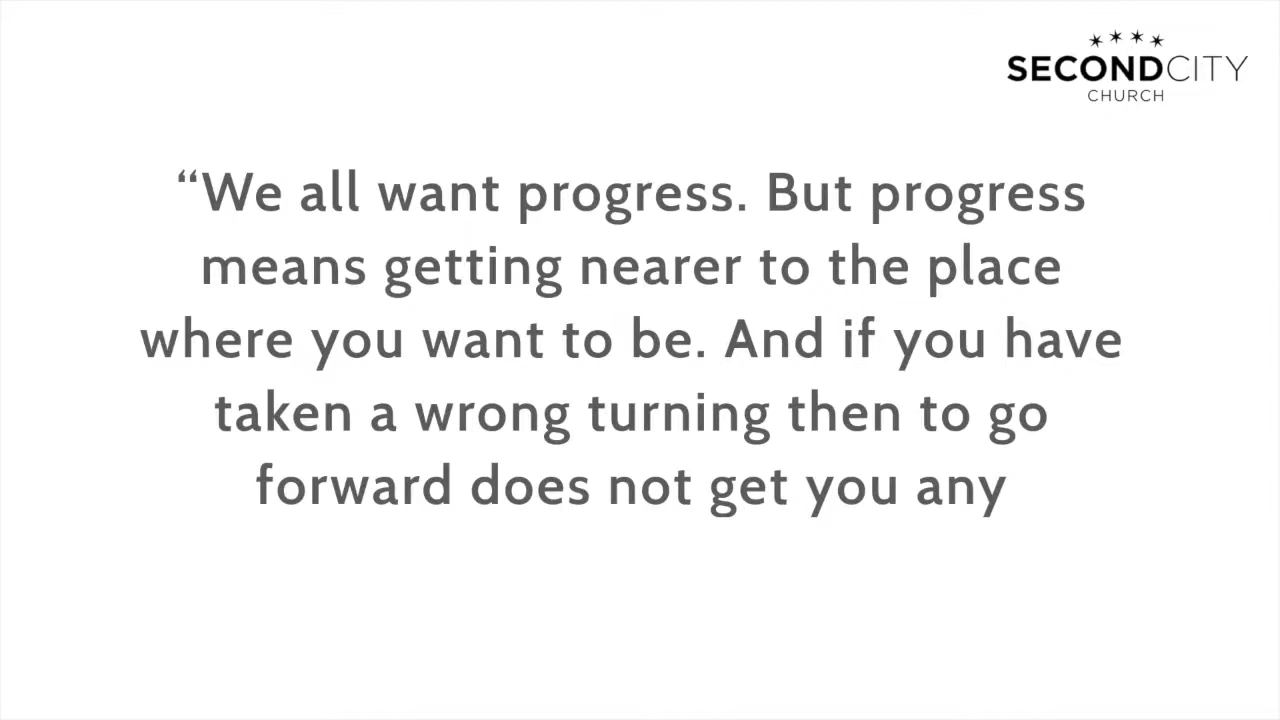 SECONDCITY
CHURCH
“We all want progress. But progress
means getting nearer to the place
where you want to be. And if you have
taken a wrong turning then to go
forward does not get you any